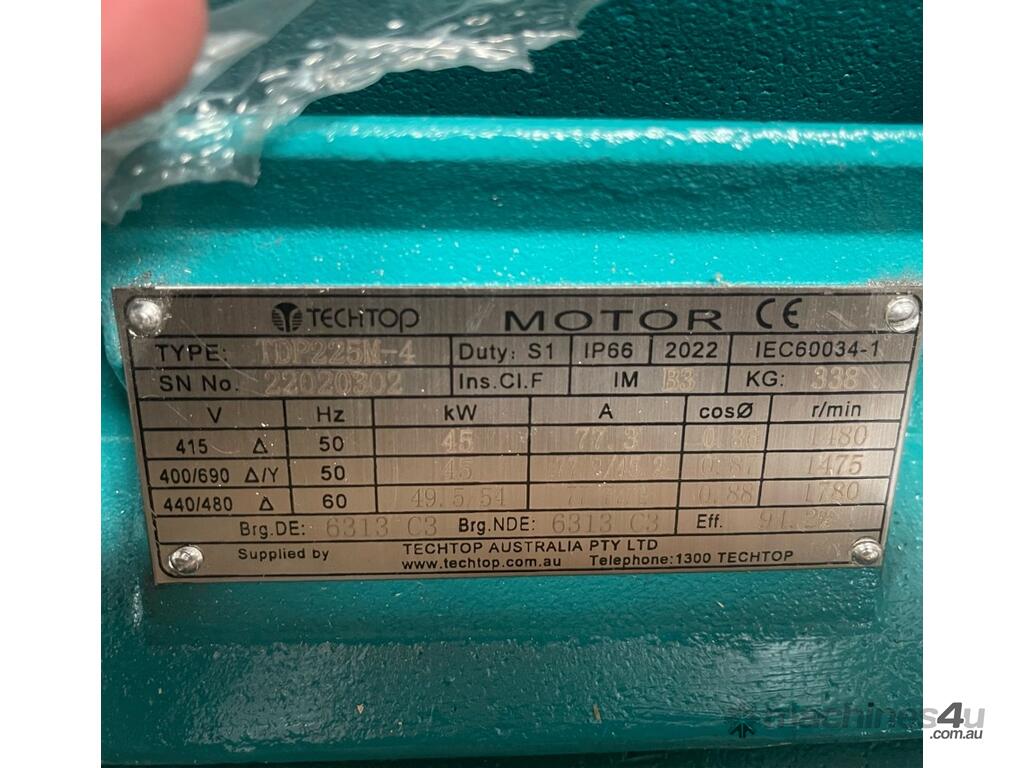 TECHTOP MOTOR CE
TYPE: TDP225M-4 Duty: S1 IP66 2022 IEC60034-1
SN No. 22020302 Ins.Cl.F IM B3 KG: 338
V Hz kW A cosØ r/min
415 Δ 50 45 77.3 0.86 1480
400/690 Δ/Y 50 45 0.87 1475
440/480 Δ 60 49.5/54 0.88 1780
Brg.DE: 6313 C3 Brg.NDE: 6313 C3 Eff.
Supplied by TECHTOP AUSTRALIA PTY LTD
www.techtop.com.au Telephone:1300 TECHTOP
machines4u
.com.au